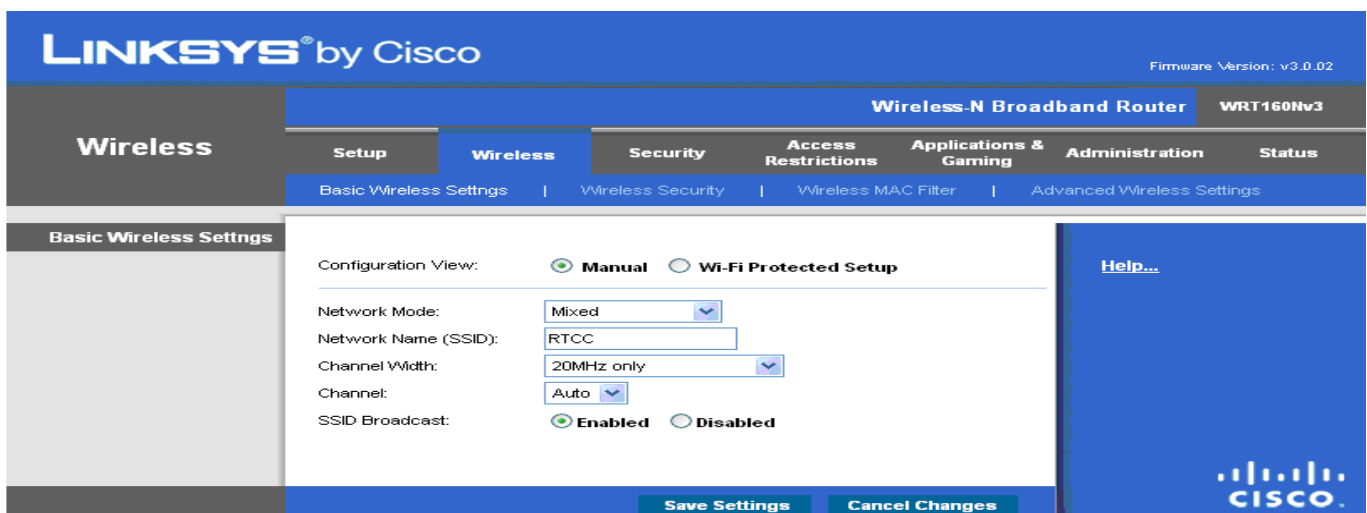 LINKSYS® by Cisco
Firmware Version: v3.0.02
Wireless-N Broadband Router WRT160Nv3
Wireless
Setup Wireless Security Access Restrictions Applications & Gaming Administration Status
Basic Wireless Settngs | Wireless Security | Wireless MAC Filter | Advanced Wireless Settings
Basic Wireless Settngs
Configuration View: Manual Wi-Fi Protected Setup
Help...
Network Mode: Mixed
Network Name (SSID): RTCC
Channel Width: 20MHz only
Channel: Auto
SSID Broadcast: Enabled Disabled
Save Settings Cancel Changes
CISCO.